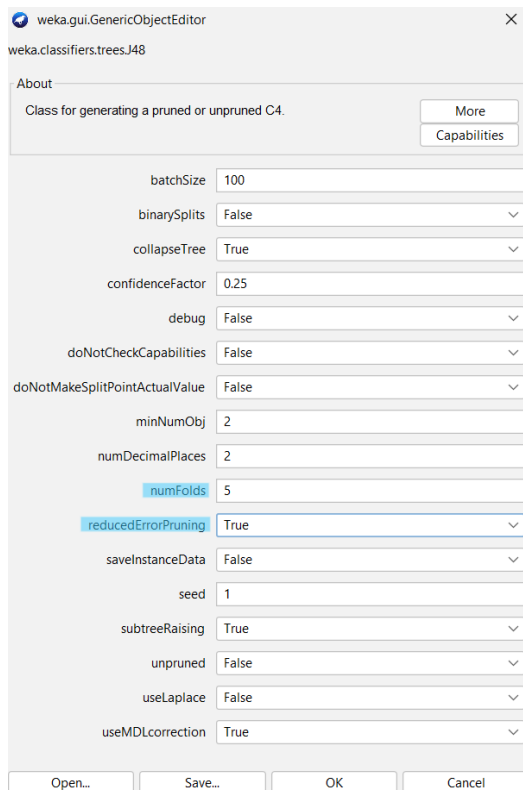 weka.gui.GenericObjectEditor
weka.classifiers.trees.J48
About
Class for generating a pruned or unpruned C4.
More
Capabilities
batchSize 100
binarySplits False
collapseTree True
confidenceFactor 0.25
debug False
doNotCheckCapabilities False
doNotMakeSplitPointActualValue False
minNumObj 2
numDecimalPlaces 2
numFolds 5
reducedErrorPruning True
saveInstanceData False
seed 1
subtreeRaising True
unpruned False
useLaplace False
useMDLcorrection True
Open... Save... OK Cancel